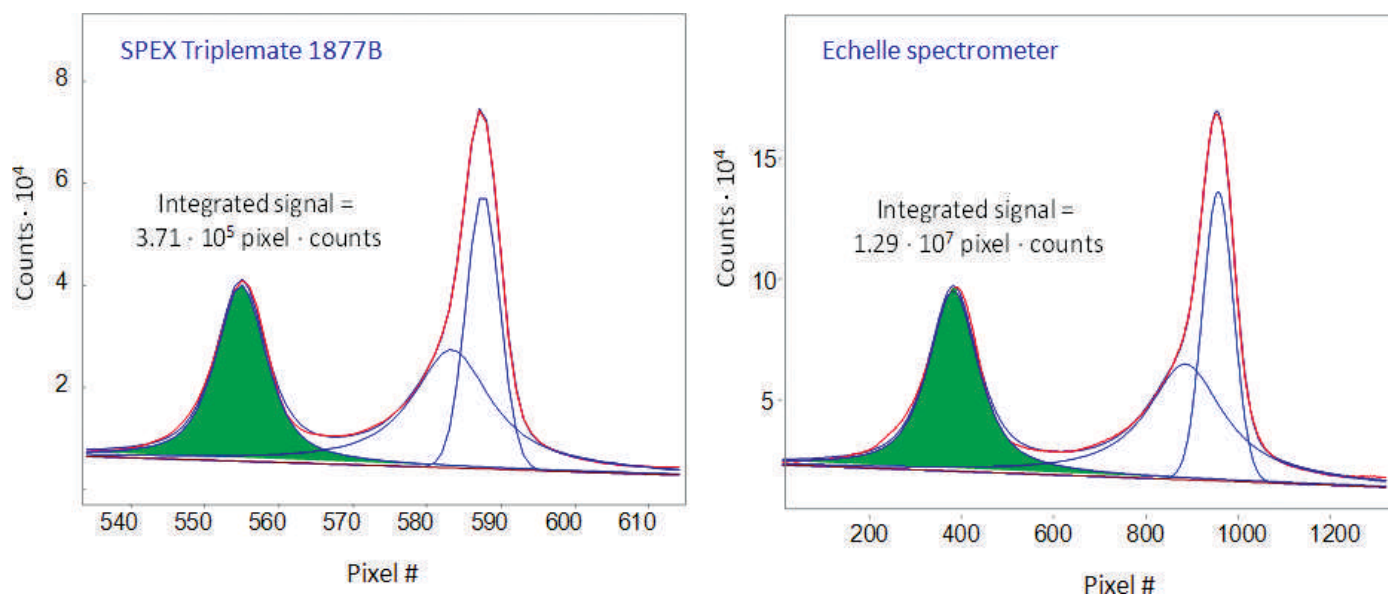 SPEX Triplemate 1877B
8
6
4
2
Counts · 10⁴
Integrated signal =
3.71 · 10⁵ pixel · counts
540 550 560 570 580 590 600 610
Pixel #
Echelle spectrometer
15
10
5
Counts · 10⁴
Integrated signal =
1.29 · 10⁷ pixel · counts
200 400 600 800 1000 1200
Pixel #